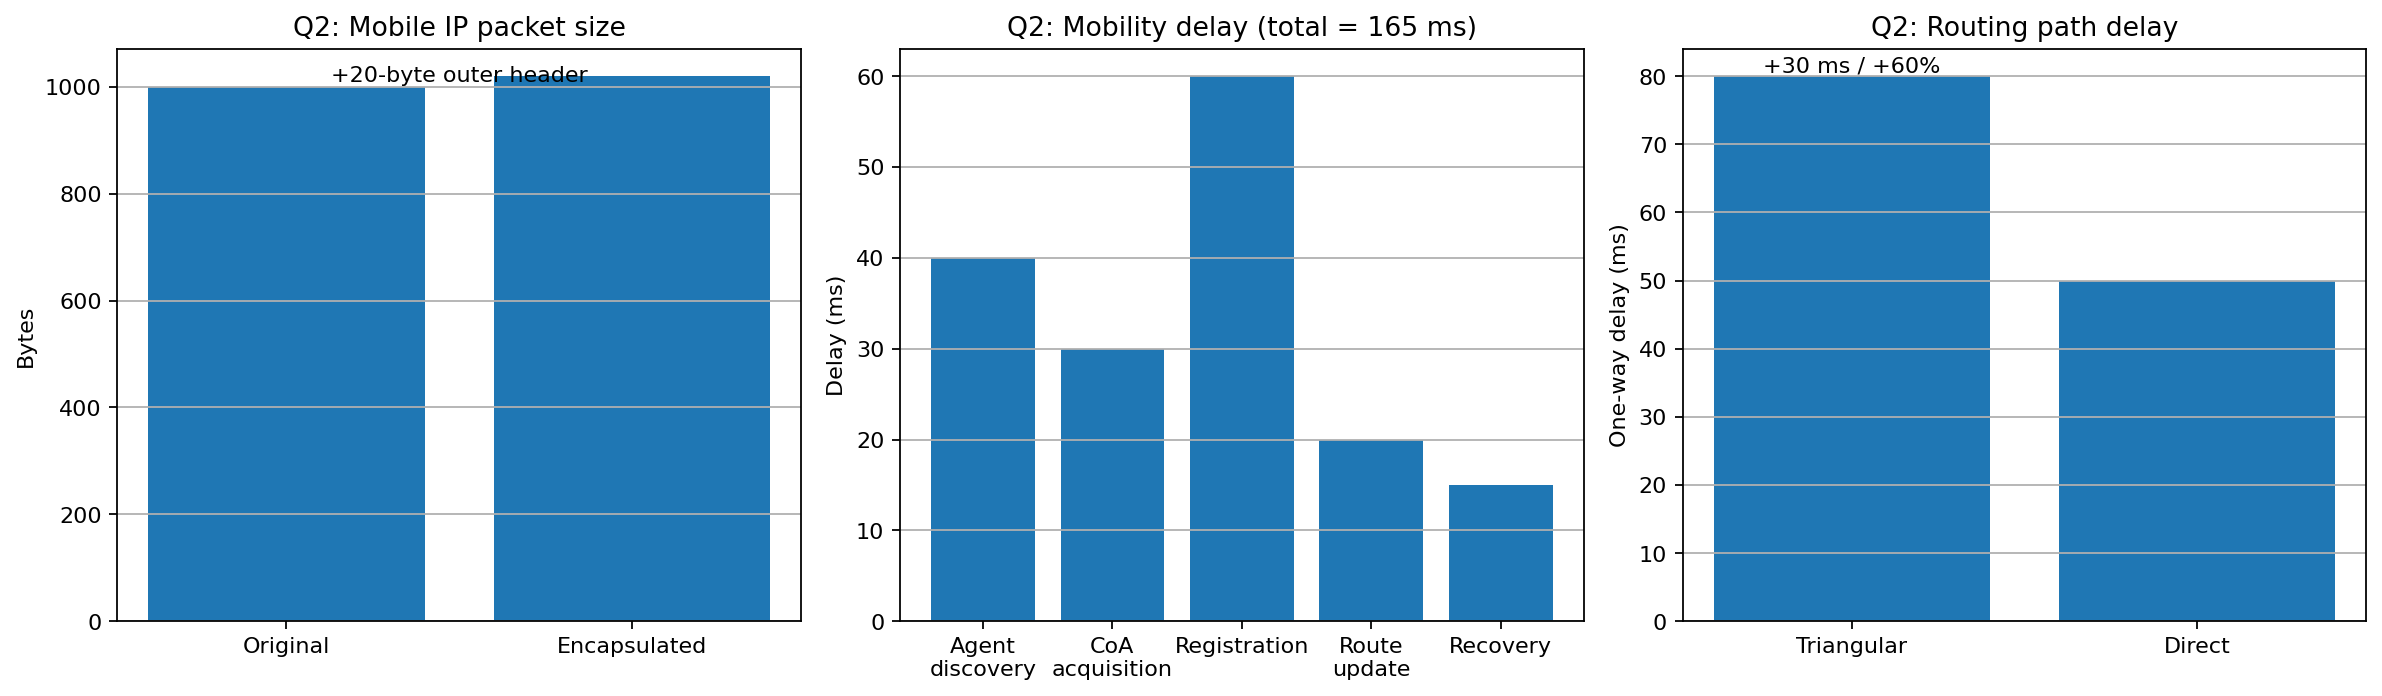 Q2: Mobile IP packet size
+20-byte outer header
Bytes
1000
800
600
400
200
0
Original
Encapsulated
Q2: Mobility delay (total = 165 ms)
Delay (ms)
60
50
40
30
20
10
0
Agent
discovery
CoA
acquisition
Registration
Route
update
Recovery
Q2: Routing path delay
+30 ms / +60%
One-way delay (ms)
80
70
60
50
40
30
20
10
0
Triangular
Direct